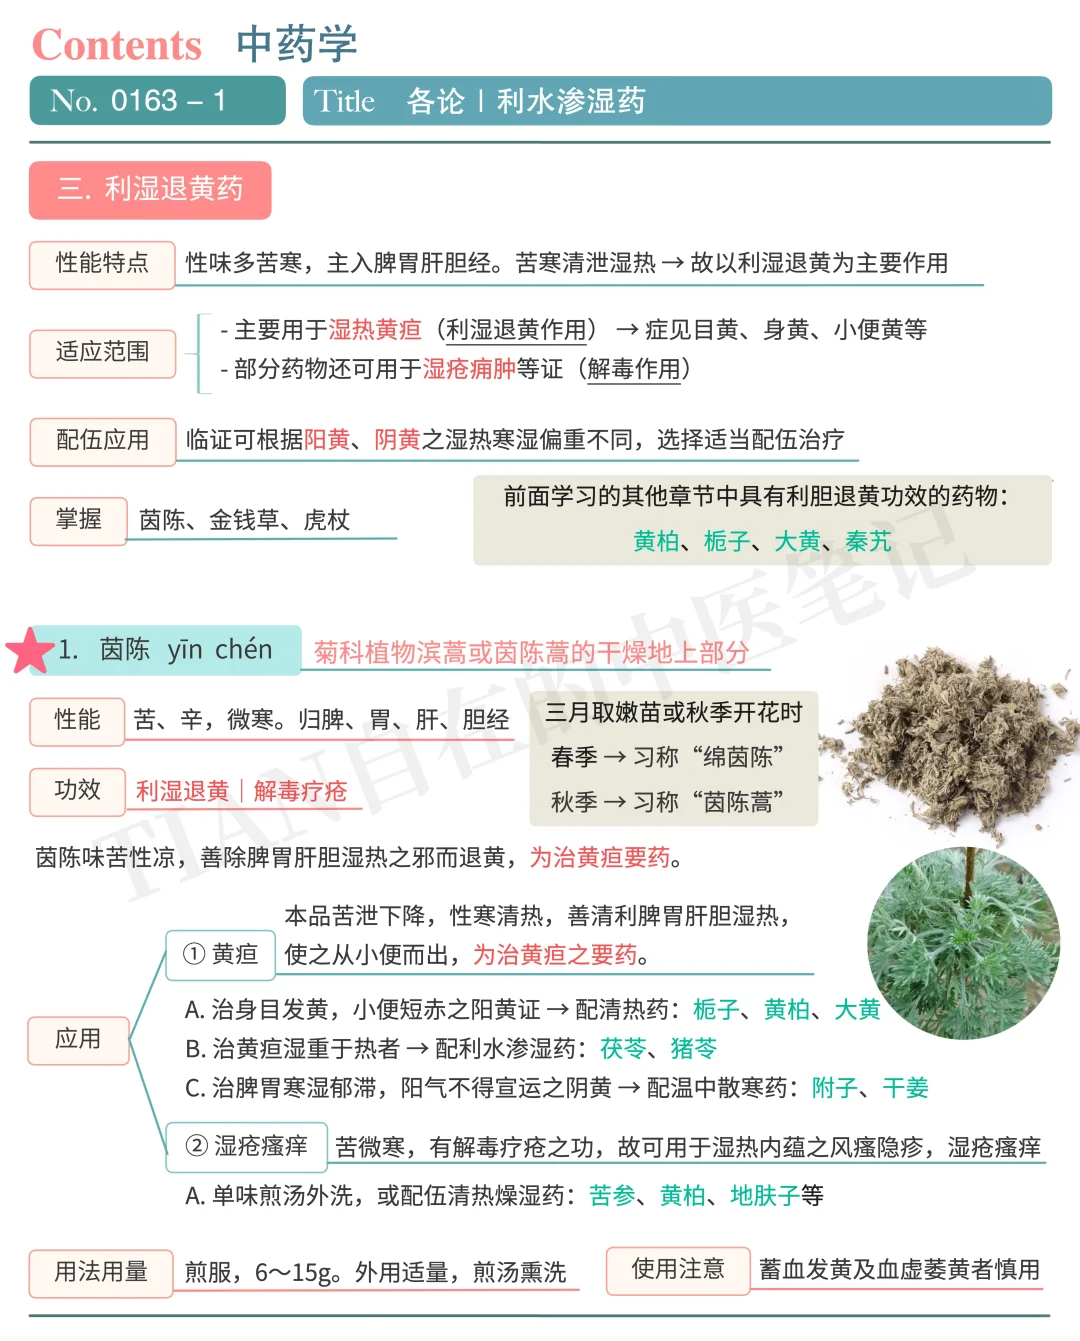 Contents 中药学
No. 0163 – 1
Title 各论 | 利水渗湿药
三. 利湿退黄药
性能特点 性味多苦寒，主入脾胃肝胆经。苦寒清泄湿热 → 故以利湿退黄为主要作用
适应范围
- 主要用于湿热黄疸（利湿退黄作用） → 症见目黄、身黄、小便黄等
- 部分药物还可用于湿疮痈肿等证（解毒作用）
配伍应用 临证可根据阳黄、阴黄之湿热寒湿偏重不同，选择适当配伍治疗
掌握 茵陈、金钱草、虎杖
前面学习的其他章节中具有利胆退黄功效的药物：
黄柏、栀子、大黄、秦艽
1. 茵陈 yīn chén 菊科植物滨蒿或茵陈蒿的干燥地上部分
性能 苦、辛，微寒。归脾、胃、肝、胆经
功效 利湿退黄｜解毒疗疮
三月取嫩苗或秋季开花时
春季 → 习称“绵茵陈”
秋季 → 习称“茵陈蒿”
茵陈味苦性凉，善除脾胃肝胆湿热之邪而退黄，为治黄疸要药。
应用
① 黄疸
本品苦泄下降，性寒清热，善清利脾胃肝胆湿热，
使之从小便而出，为治黄疸之要药。
A. 治身目发黄，小便短赤之阳黄证 → 配清热药：栀子、黄柏、大黄
B. 治黄疸湿重于热者 → 配利水渗湿药：茯苓、猪苓
C. 治脾胃寒湿郁滞，阳气不得宣运之阴黄 → 配温中散寒药：附子、干姜
② 湿疮瘙痒 苦微寒，有解毒疗疮之功，故可用于湿热内蕴之风瘙隐疹，湿疮瘙痒
A. 单味煎汤外洗，或配伍清热燥湿药：苦参、黄柏、地肤子等
用法用量 煎服，6～15g。外用适量，煎汤熏洗
使用注意 蓄血发黄及血虚萎黄者慎用
TIAN自在的中医笔记